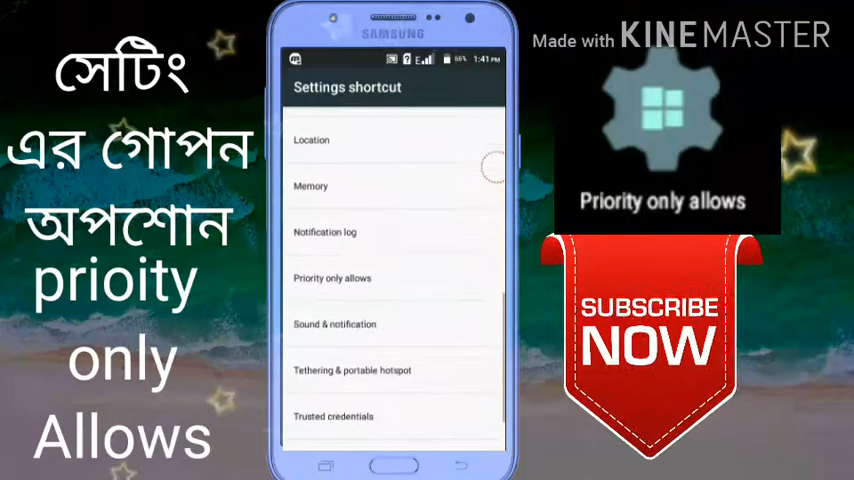 সেটিং
এর গোপন
অপশোন
prioity
only
Allows
SAMSUNG
55% 1:41 PM
Settings shortcut
Location
Memory
Notification log
Priority only allows
Sound & notification
Tethering & portable hotspot
Trusted credentials
Made with KINEMASTER
Priority only allows
SUBSCRIBE
NOW